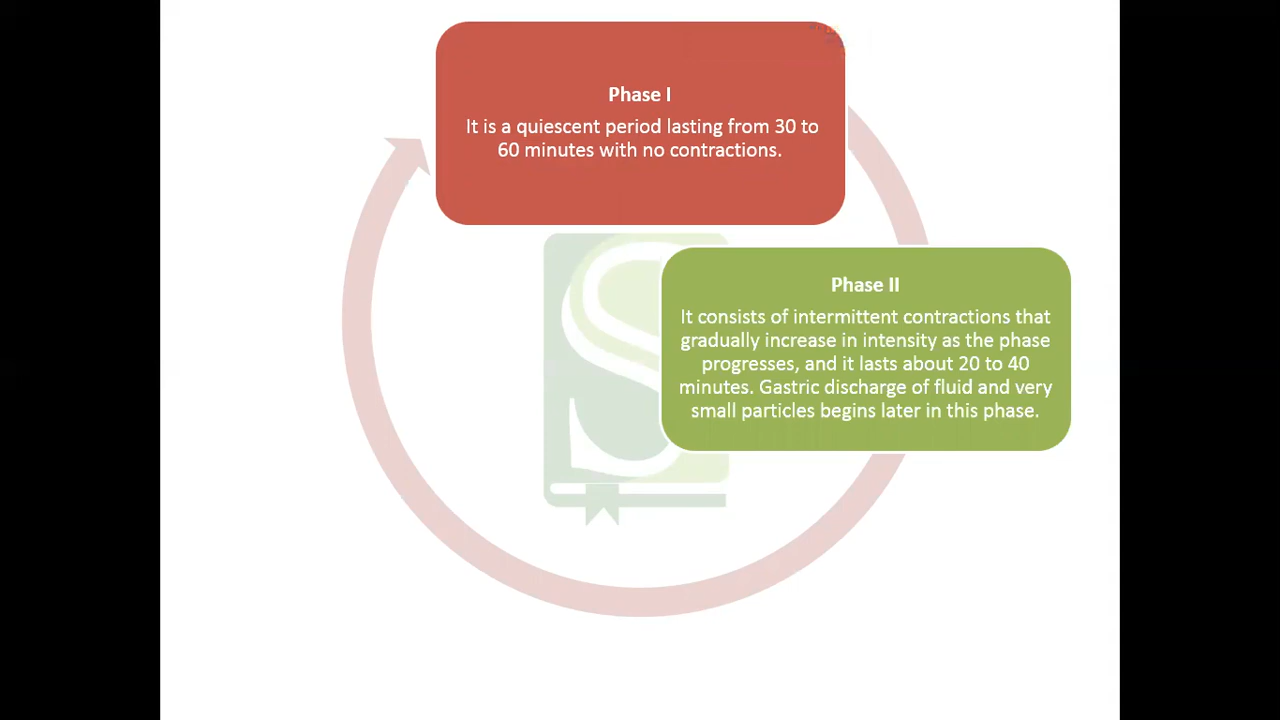 Phase I
It is a quiescent period lasting from 30 to
60 minutes with no contractions.
Phase II
It consists of intermittent contractions that
gradually increase in intensity as the phase
progresses, and it lasts about 20 to 40
minutes. Gastric discharge of fluid and very
small particles begins later in this phase.